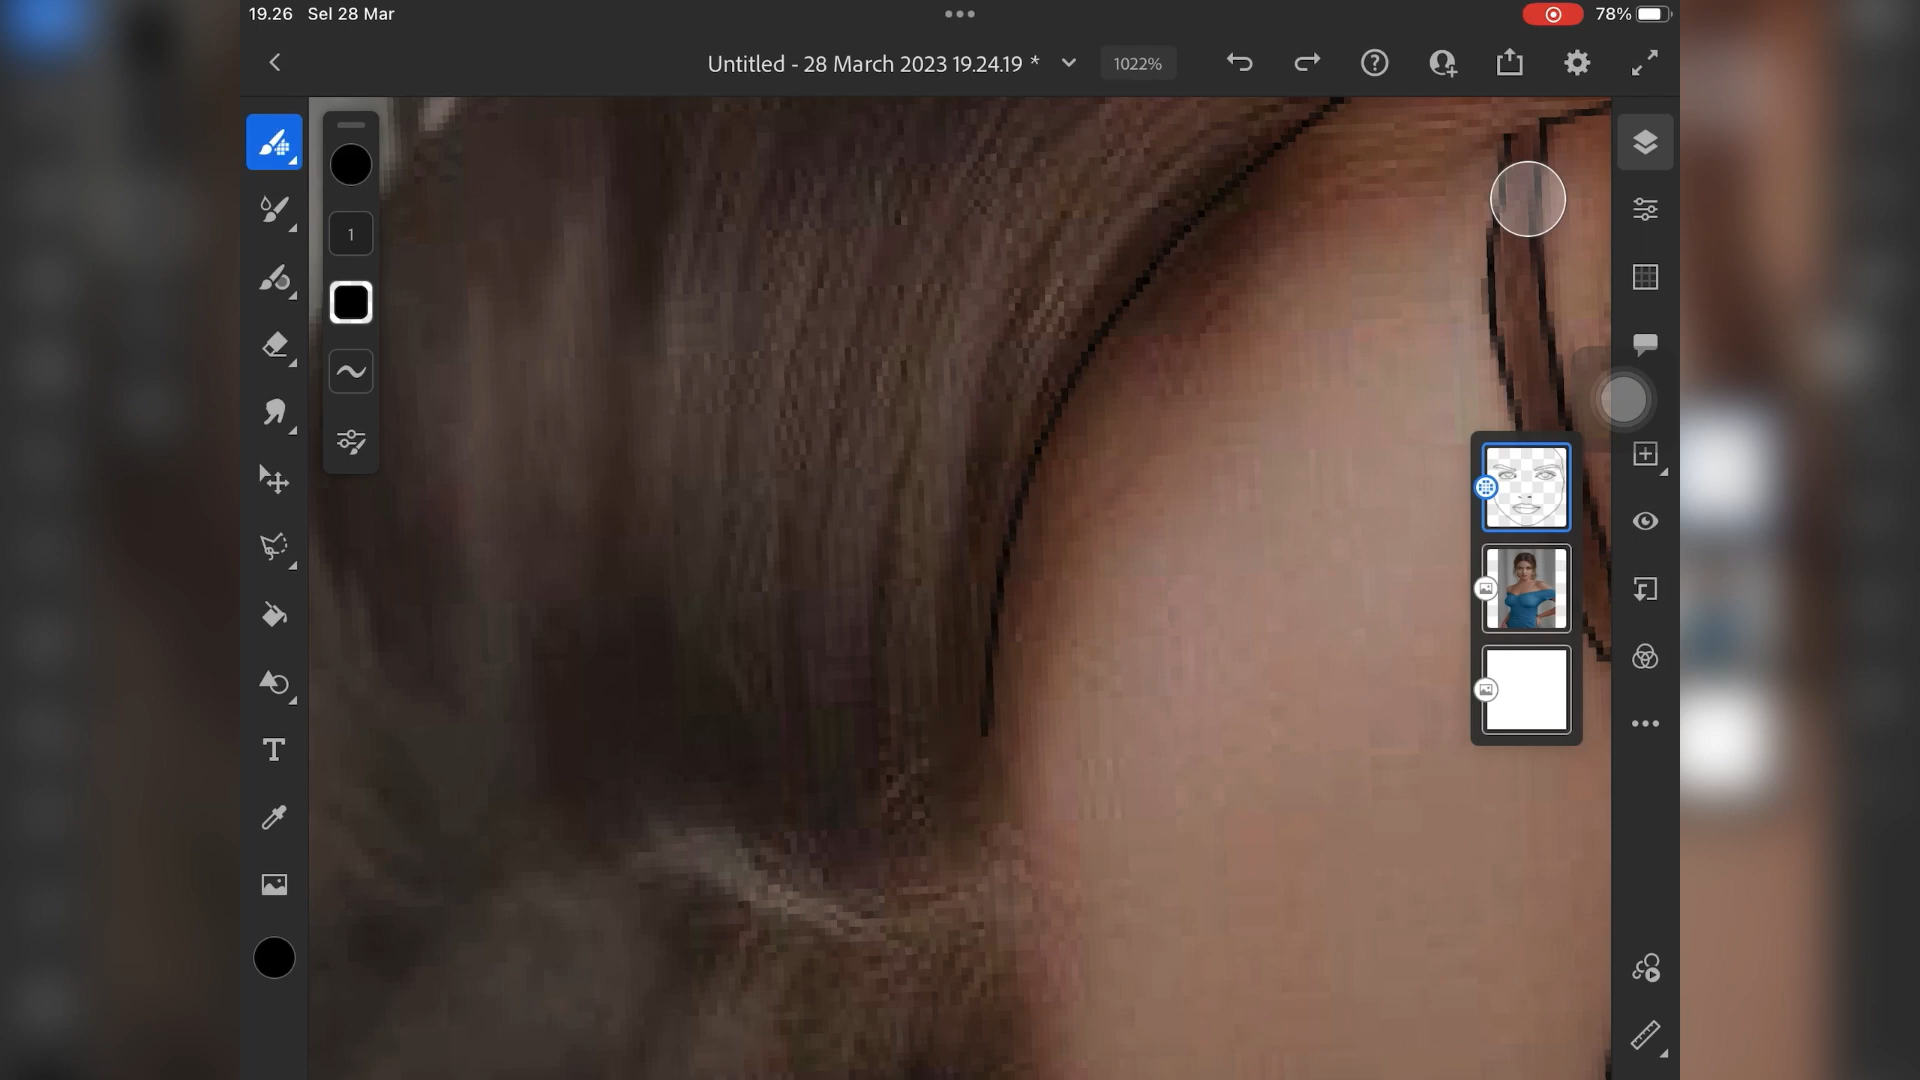 19.26 Sel 28 Mar
78%
Untitled - 28 March 2023 19.24.19 *
1022%
1
T